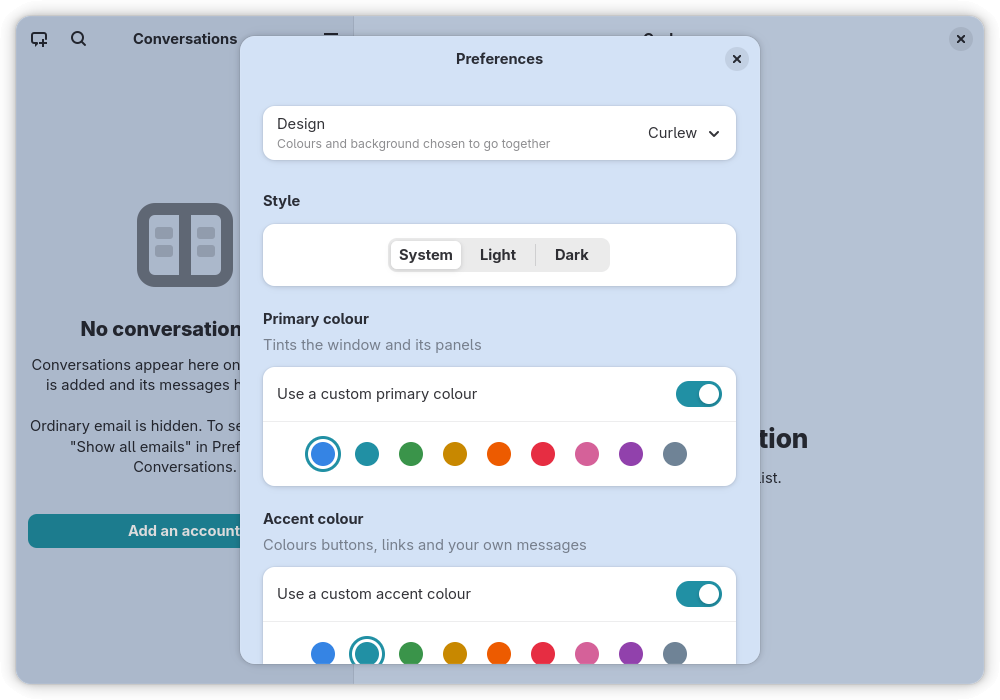 Conversations
Preferences
Design
Colours and background chosen to go together
Curlew
Style
System
Light
Dark
Primary colour
Tints the window and its panels
Use a custom primary colour
Accent colour
Colours buttons, links and your own messages
Use a custom accent colour
No conversation
Conversations appear here on
is added and its messages h
Ordinary email is hidden. To se
"Show all emails" in Pref
Conversations.
Add an account
tion
list.